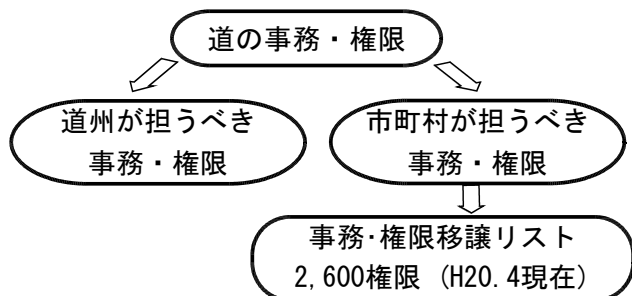 道の事務・権限
道州が担うべき
事務・権限
市町村が担うべき
事務・権限
事務･権限移譲リスト
2,600権限 (H20.4現在)